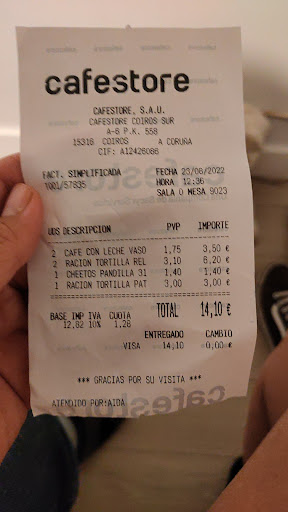 cafestore
CAFESTORE, S.A.U.
CAFESTORE COIROS SUR
A-6 P.K. 558
15316 COIROS A CORUÑA
CIF: A12426086
FACT. SIMPLIFICADA FECHA 23/08/2022
1001/57835 HORA 12:36
SALA 0 MESA 9023
UDS DESCRIPCION PVP IMPORTE
2 CAFE CON LECHE VASO 1,75 3,50 €
2 RACION TORTILLA REL 3,10 6,20 €
1 CHEETOS PANDILLA 31 1,40 1,40 €
1 RACION TORTILLA PAT 3,00 3,00 €
TOTAL 14,10 €
BASE IMP IVA CUOTA
12,82 10% 1,28
ENTREGADO CAMBIO
VISA 14,10 0,00 €
*** GRACIAS POR SU VISITA ***
ATENDIDO POR:AIDA